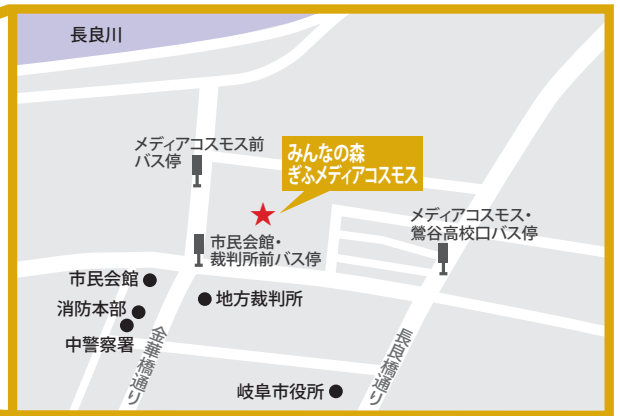 長良川
メディアコスモス前
バス停
みんなの森
ぎふメディアコスモス
メディアコスモス・
鶯谷高校口バス停
市民会館・
裁判所前バス停
市民会館
地方裁判所
消防本部
中警察署
金華橋通り
長良橋通り
岐阜市役所